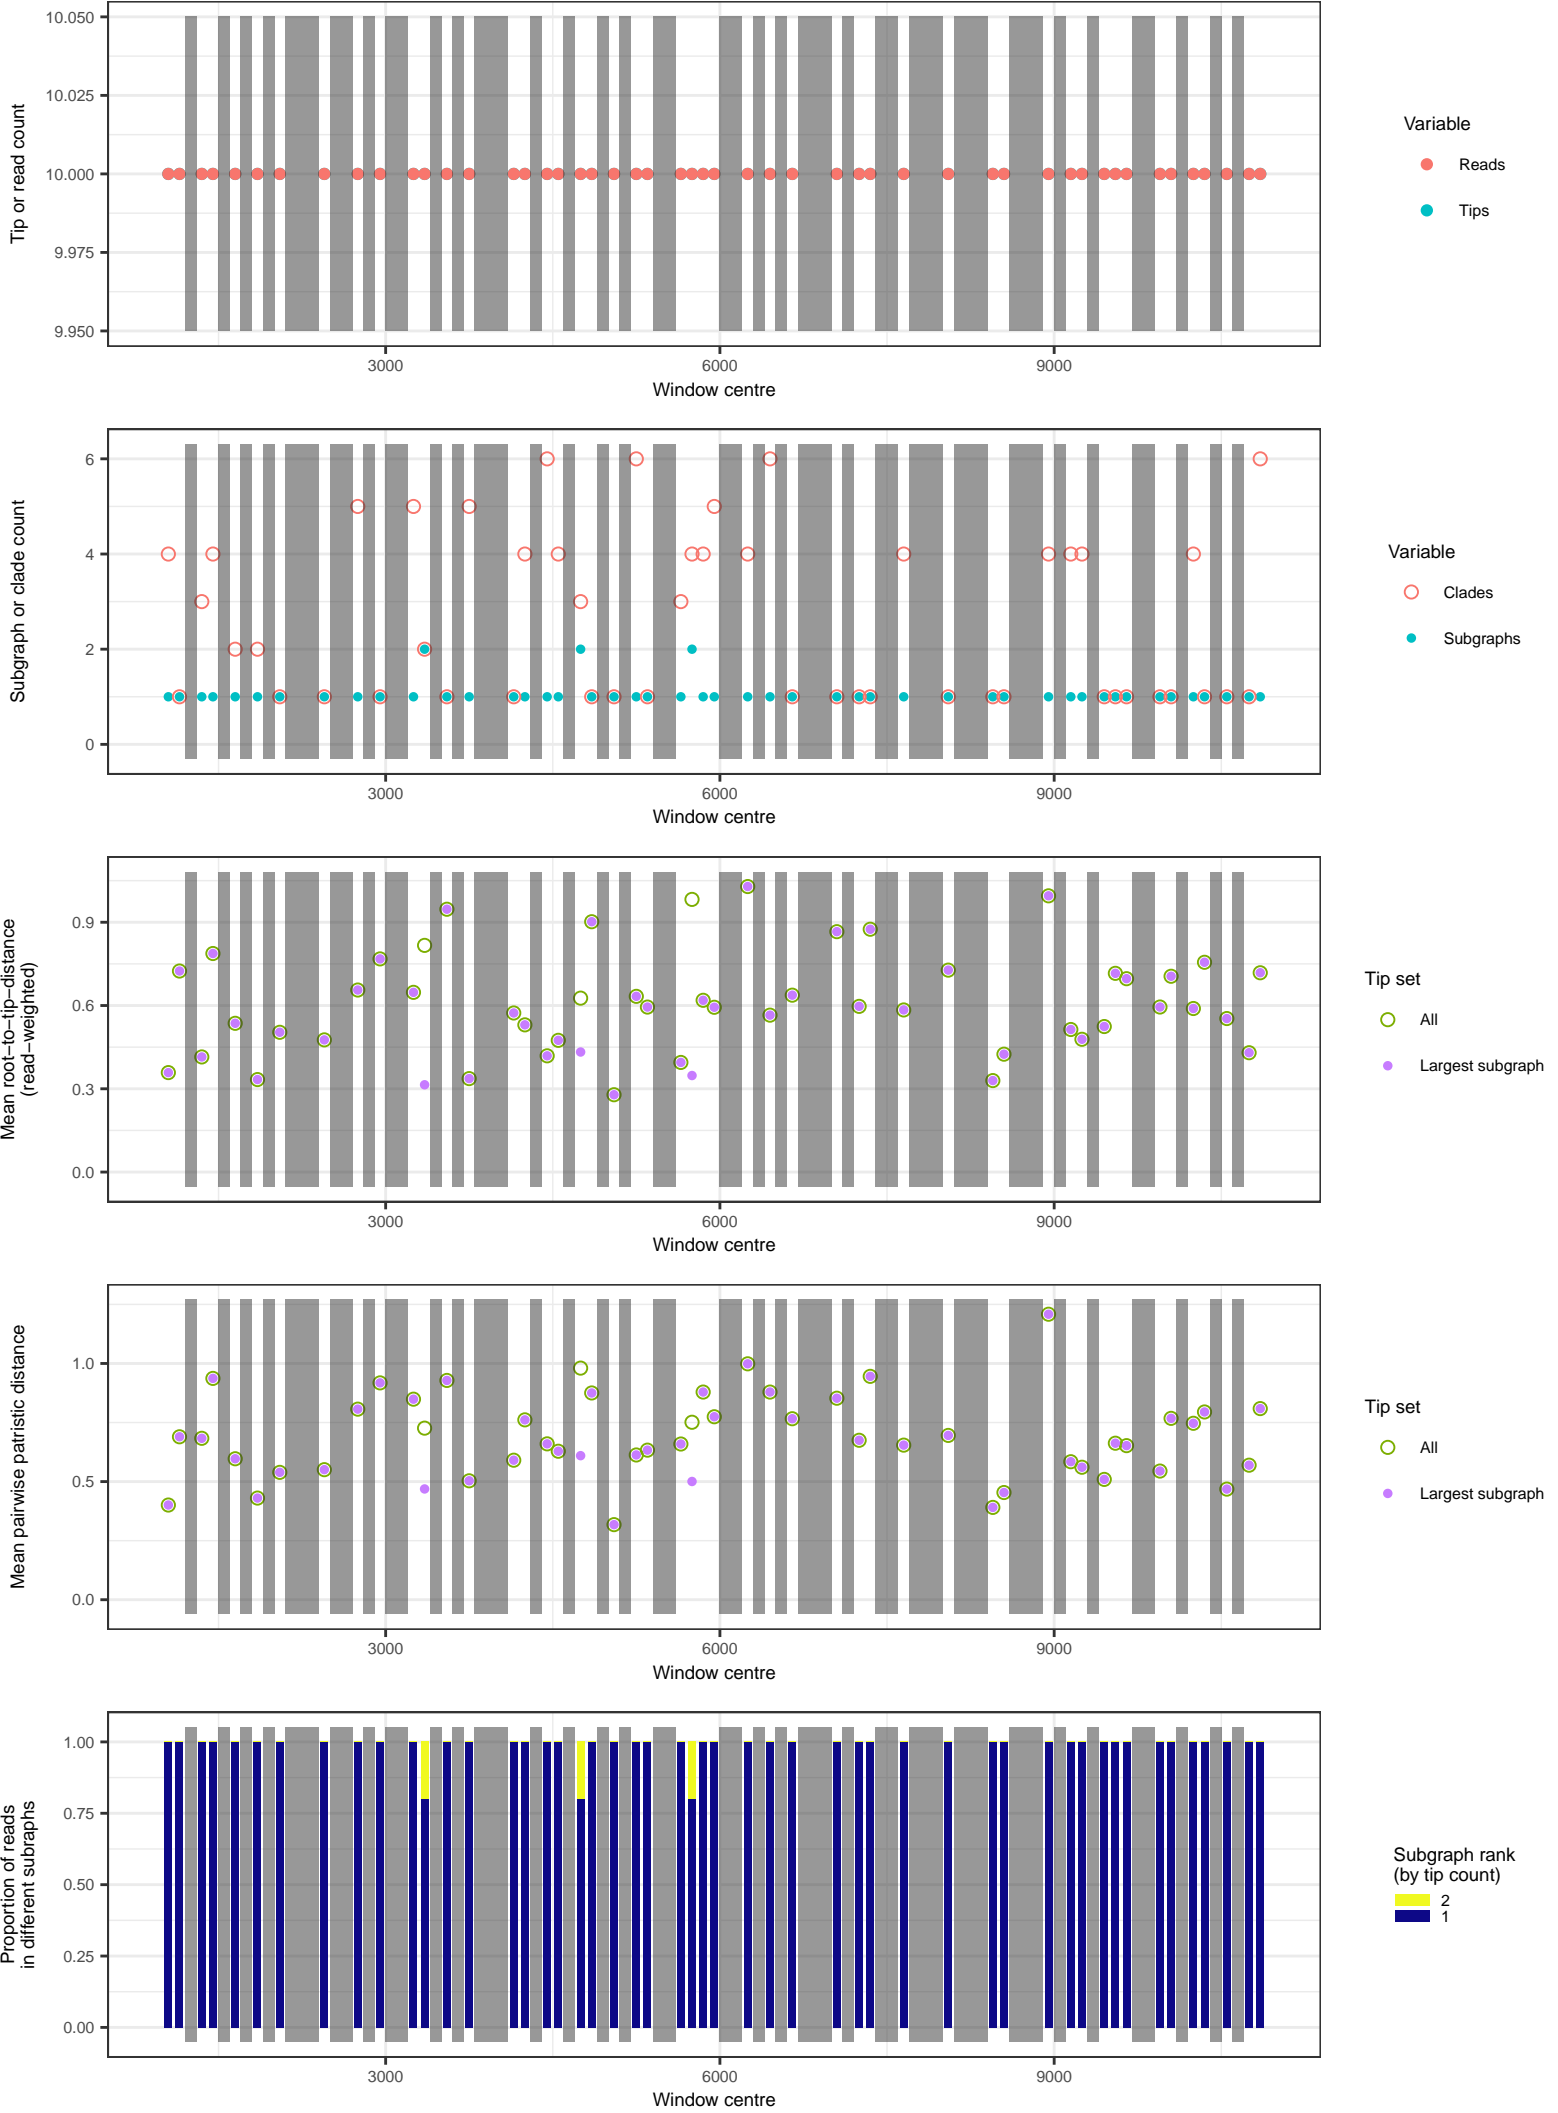 10.050
10.025
10.000
9.975
9.950
Tip or read count
3000
6000
9000
Window centre
Variable
Reads
Tips
6
4
2
0
Subgraph or clade count
3000
6000
9000
Window centre
Variable
Clades
Subgraphs
0.9
0.6
0.3
0.0
Mean root−to−tip−distance
(read−weighted)
3000
6000
9000
Window centre
Tip set
All
Largest subgraph
1.0
0.5
0.0
Mean pairwise patristic distance
3000
6000
9000
Window centre
Tip set
All
Largest subgraph
1.00
0.75
0.50
0.25
0.00
Proportion of reads
in different subraphs
3000
6000
9000
Window centre
Subgraph rank
(by tip count)
2
1